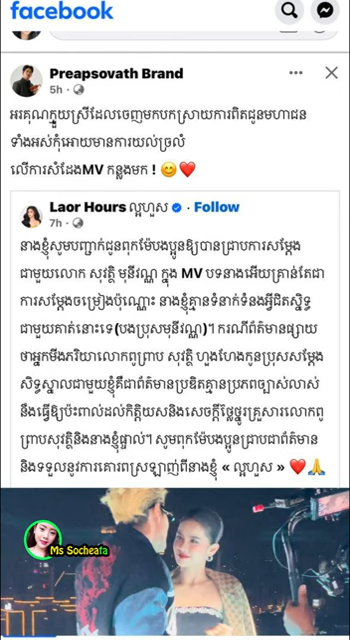 facebook
Preapsovath Brand
5h ·
អរគុណក្មួយស្រីដែលចេញមកបកស្រាយការពិតជូនមហាជន
ទាំងអស់កុំអោយមានការយល់ច្រលំ
លើការសំដែងMV កន្លងមក ! 😊❤️
Laor Hours ល្អហួស · Follow
7h ·
នាងខ្ញុំសូមបញ្ជាក់ជូនពុកម៉ែបងប្អូនឱ្យបានជ្រាបការសម្ដែង
ជាមួយលោក សុវត្ថិ មុនីវណ្ណ ក្នុង MV បទនាងអើយគ្រាន់តែជា
ការសម្ដែងចម្រៀងប៉ុណ្ណោះ នាងខ្ញុំគ្មានទំនាក់ទំនងអ្វីជិតស្និទ្ធ
ជាមួយគាត់នោះទេ(បងប្រុសមុនីវណ្ណ)។ ករណីព័ត៌មានផ្សាយ
ថាអ្នកមីងភរិយាលោកពូព្រាប សុវត្ថិ ហួងហែងកូនប្រុសសម្ដែង
សិទ្ធស្នាលជាមួយខ្ញុំគឺជាព័ត៌មានប្រឌិតគ្មានប្រភពច្បាស់លាស់
នឹងធ្វើឱ្យប៉ះពាល់ដល់កិត្តិយសនិងសេចក្ដីថ្លៃថ្នូរគ្រួសារលោកពូ
ព្រាបសុវត្ថិនិងនាងខ្ញុំផ្ទាល់។ សូមពុកម៉ែបងប្អូនជ្រាបជាព័ត៌មាន
និងទទួលនូវការគោរពស្រឡាញ់ពីនាងខ្ញុំ « ល្អហួស » ❤️🙏
Ms Socheata